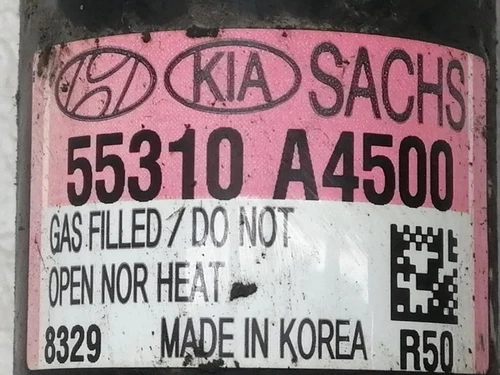 KIA SACHS
55310 A4500
GAS FILLED / DO NOT
OPEN NOR HEAT
8329 MADE IN KOREA R50